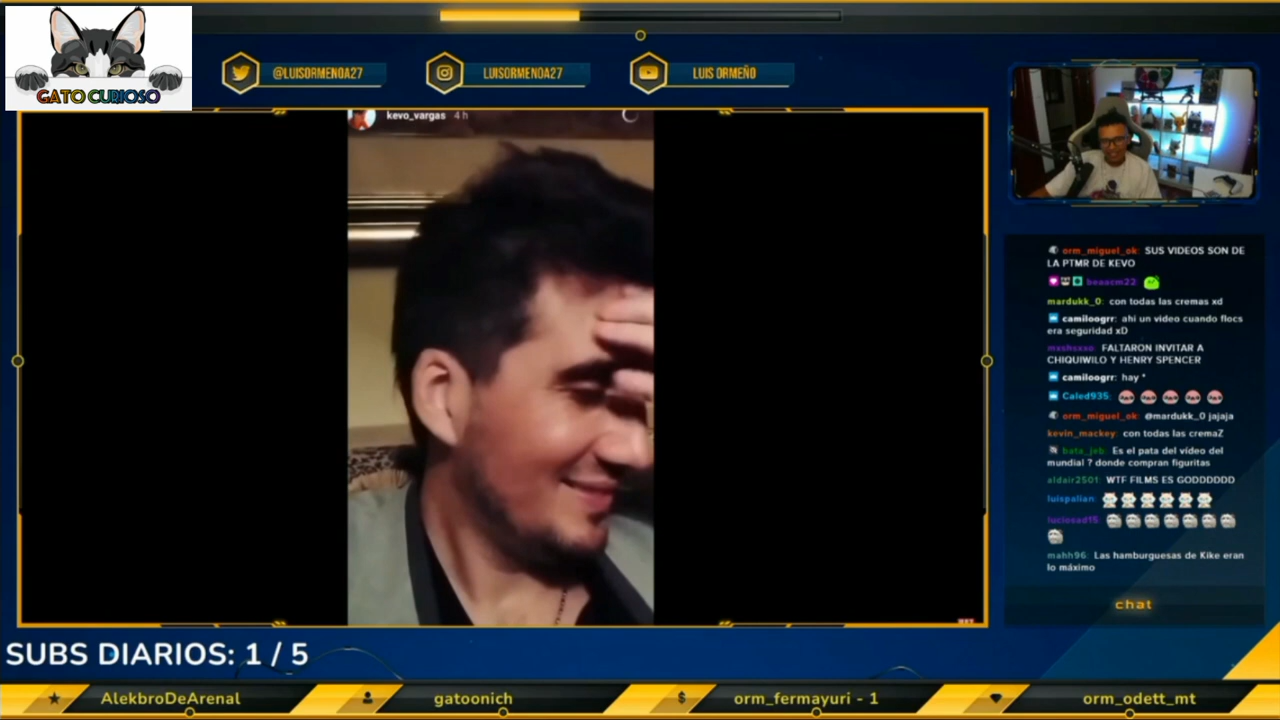 GATO CURIOSO
@LUISORMENOA27
LUISORMENOA27
LUIS ORMEÑO
kevo_vargas 4 h
orm_miguel_ok: SUS VIDEOS SON DE
LA PTMR DE KEVO
beaacm22:
mardukk_0: con todas las cremas xd
camiloogrr: ahi un video cuando flocs
era seguridad xD
mxshsxxo: FALTARON INVITAR A
CHIQUIWILO Y HENRY SPENCER
camiloogrr: hay *
Caled935:
orm_miguel_ok: @mardukk_0 jajaja
kevin_mackey: con todas las cremaZ
bata_jeb: Es el pata del vídeo del
mundial ? donde compran figuritas
aldair2501: WTF FILMS ES GODDDDDD
luispalian:
luciosad15:
mahh96: Las hamburguesas de Kike eran
lo máximo
chat
SUBS DIARIOS: 1 / 5
AlekbroDeArenal
gatoonich
orm_fermayuri - 1
orm_odett_mt